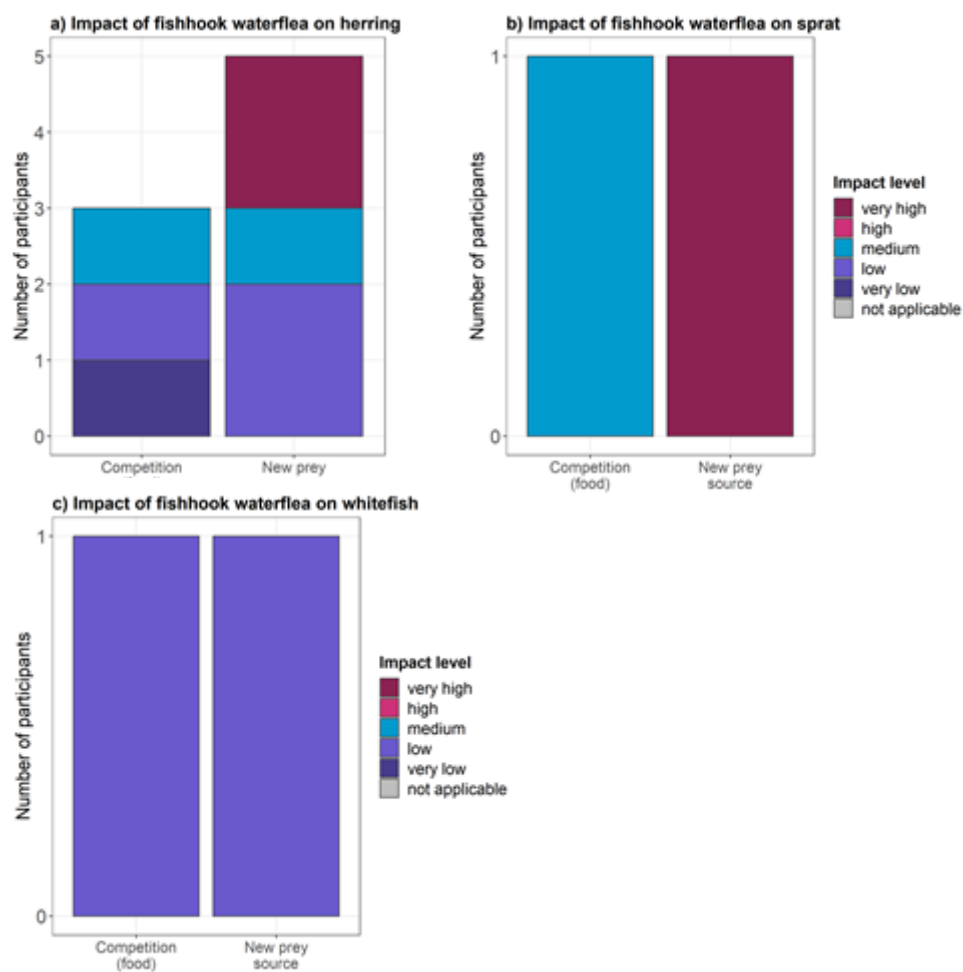 a) Impact of fishhook waterflea on herring
5
4
3
2
1
0
Number of participants
Competition
New prey
b) Impact of fishhook waterflea on sprat
1
0
Number of participants
Competition
(food)
New prey
source
Impact level
very high
high
medium
low
very low
not applicable
c) Impact of fishhook waterflea on whitefish
1
0
Number of participants
Competition
(food)
New prey
source
Impact level
very high
high
medium
low
very low
not applicable